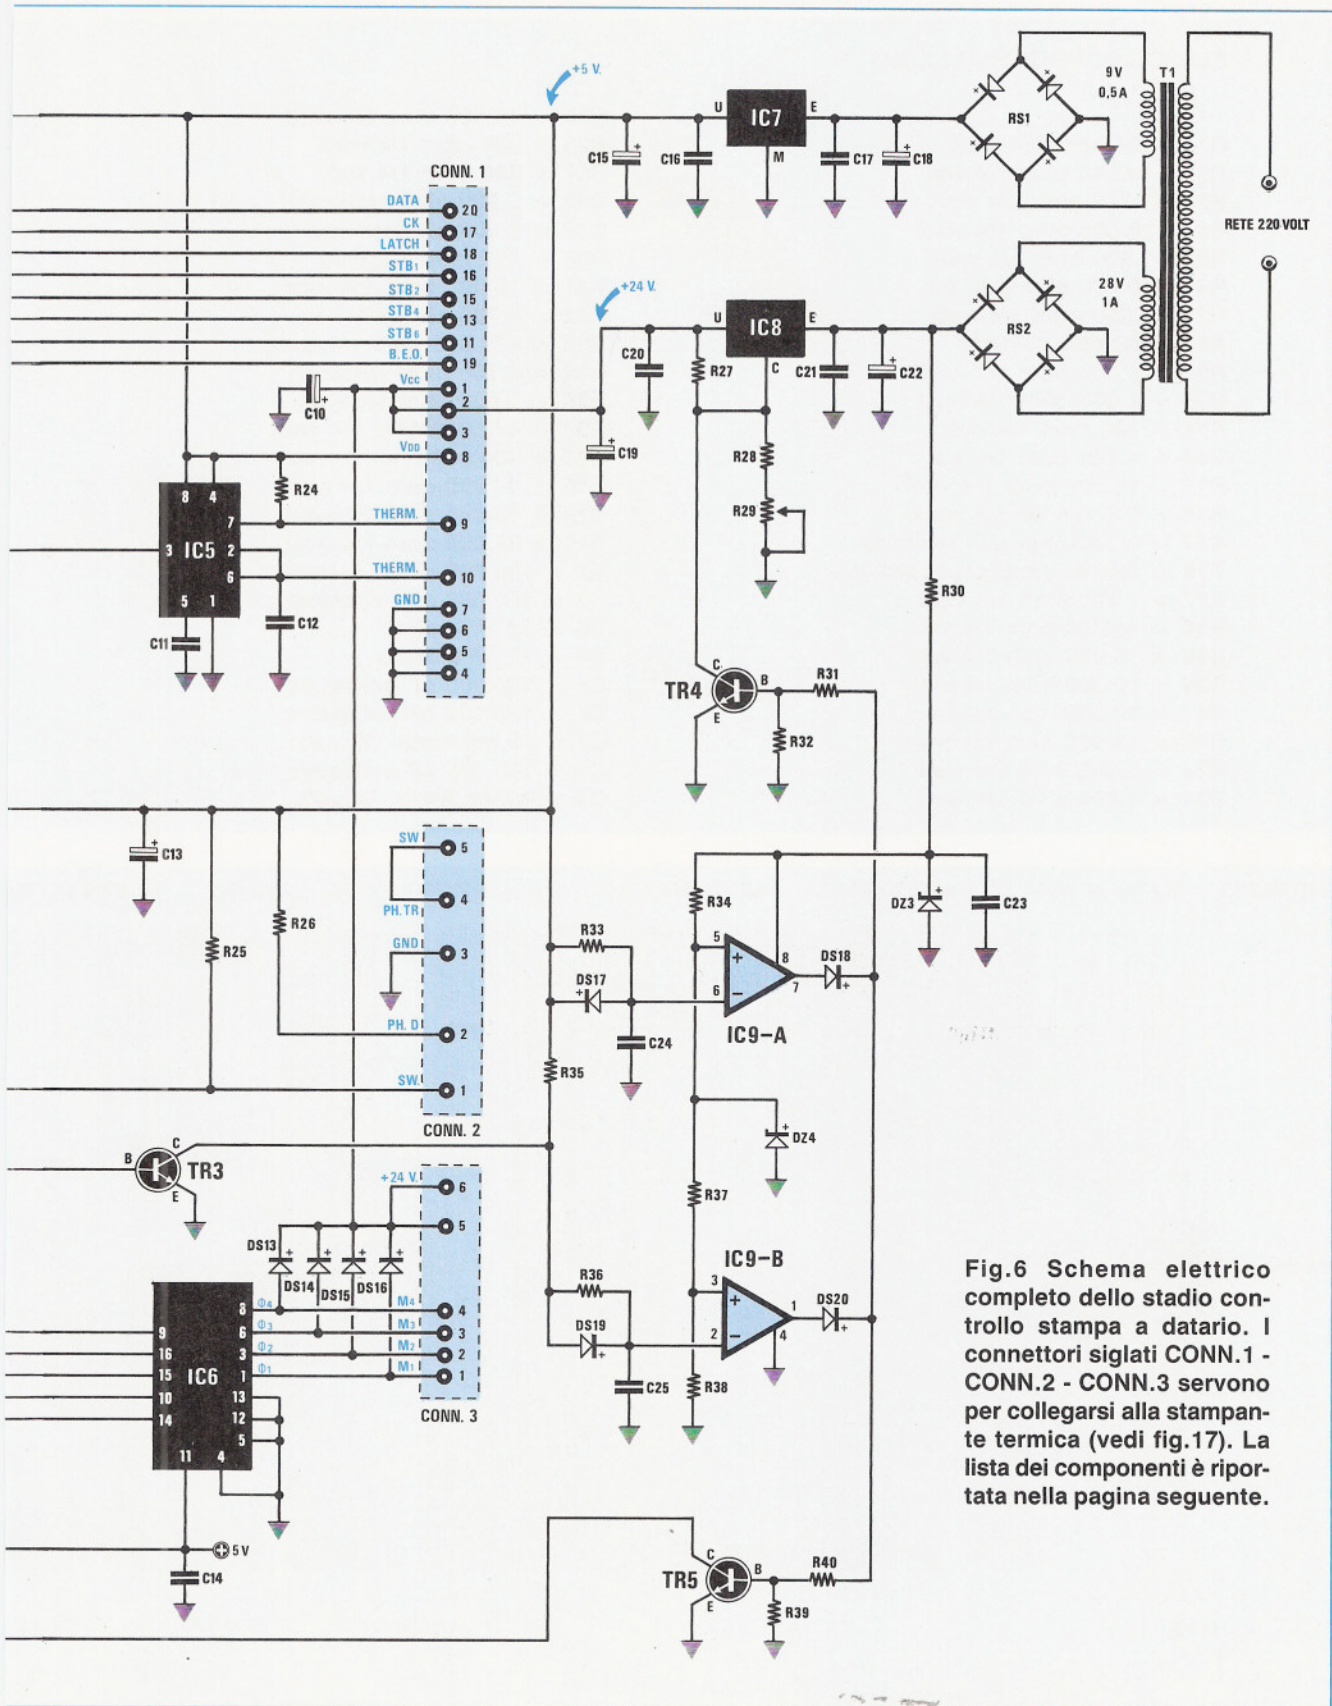 +5 V.
9V
0,5A
T1
U
IC7
E
M
RS1
C15
C16
C17
C18
RETE 220 VOLT
CONN. 1
DATA
20
CK
17
LATCH
18
STB1
16
STB2
15
STB4
13
STB6
11
B.E.O.
19
Vcc
1
2
3
VDD
8
THERM.
9
THERM.
10
GND
7
6
5
4
C10
+24 V.
28V
1A
U
IC8
E
C
RS2
C20
R27
C21
C22
C19
R28
R29
R30
8
4
7
R24
3
IC5
2
6
5
1
C11
C12
TR4
C
B
E
R31
R32
C13
R25
R26
SW
5
4
PH.TR
GND
3
PH. D
2
SW.
1
CONN. 2
R33
DS17
C24
R34
5
6
8
7
DS18
IC9-A
DZ3
C23
R35
DZ4
R37
B
C
TR3
E
+24 V.
6
5
DS13
DS14
DS15
DS16
Φ4
M4
4
Φ3
M3
3
Φ2
M2
2
Φ1
M1
1
CONN. 3
9
16
15
10
14
IC6
8
6
3
1
13
12
5
11
4
5V
C14
R36
DS19
C25
IC9-B
3
2
1
4
DS20
R38
TR5
C
B
E
R40
R39
Fig.6 Schema elettrico
completo dello stadio con-
trollo stampa a datario. I
connettori siglati CONN.1 -
CONN.2 - CONN.3 servono
per collegarsi alla stampan-
te termica (vedi fig.17). La
lista dei componenti è ripor-
tata nella pagina seguente.